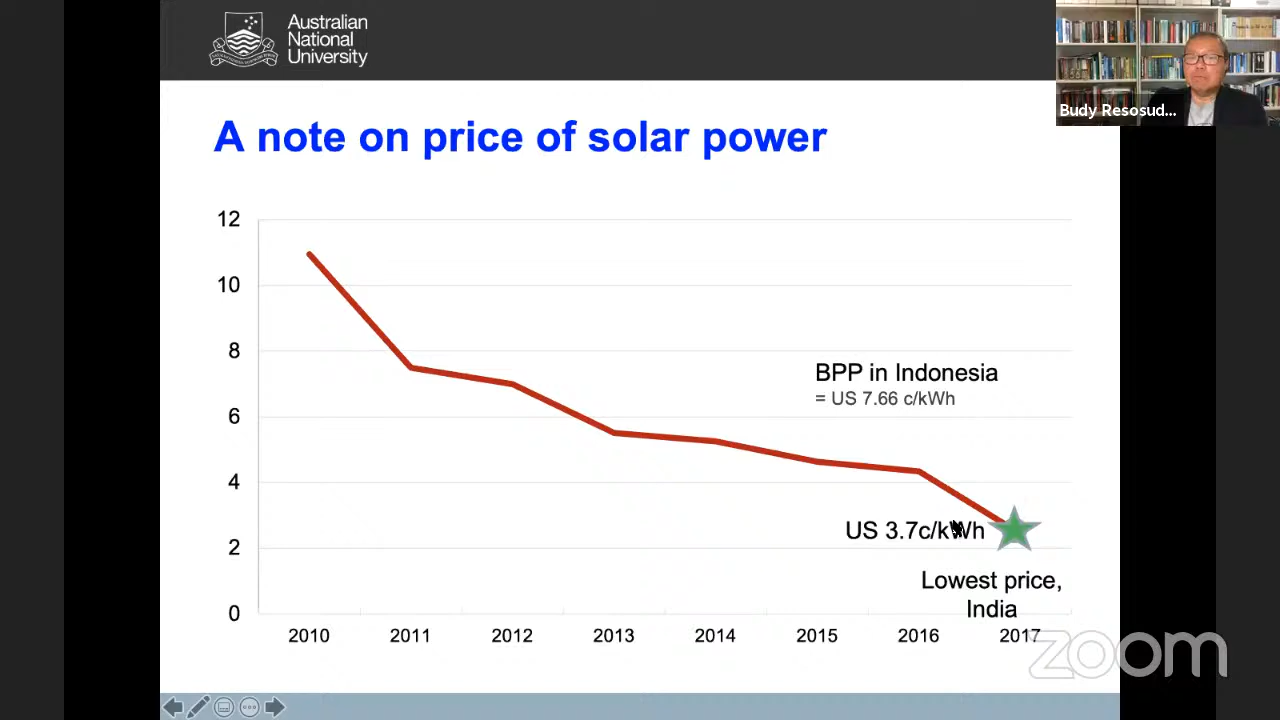 Australian
National
University
Budy Resosud...
A note on price of solar power
12
10
8
6
4
2
0
BPP in Indonesia
= US 7.66 c/kWh
US 3.7c/kWh
Lowest price,
India
2010 2011 2012 2013 2014 2015 2016 2017
zoom